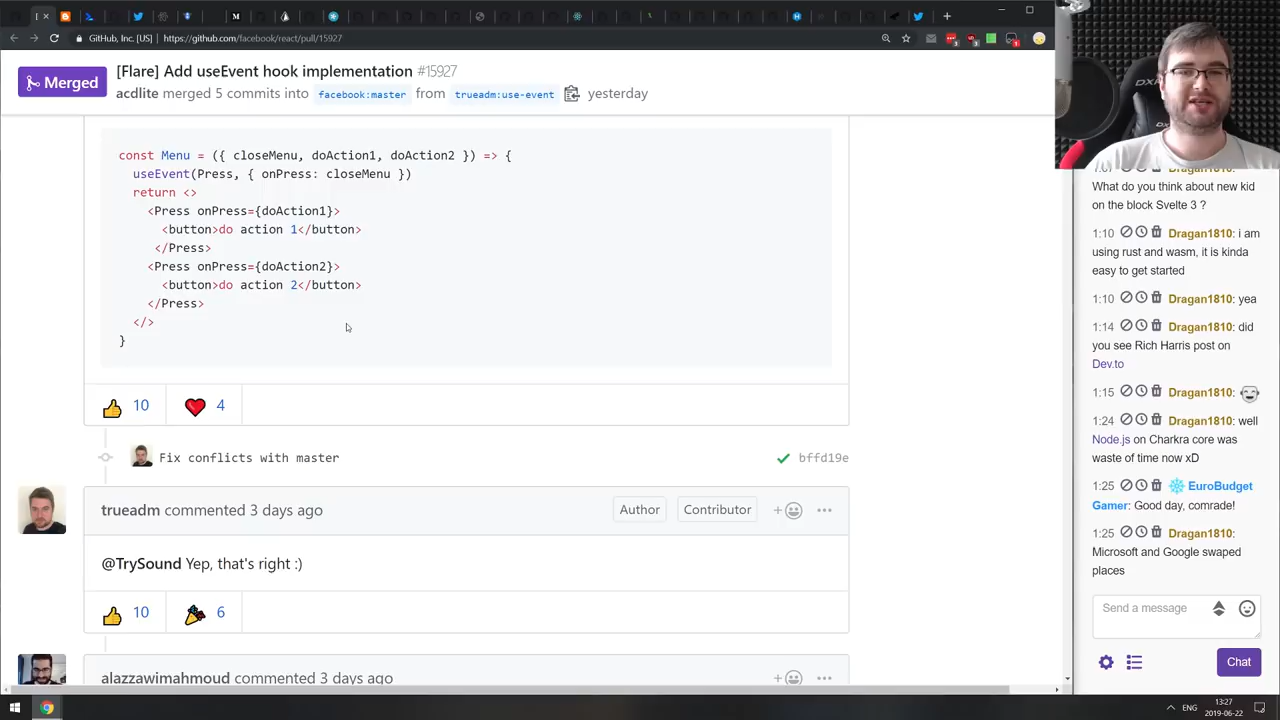 GitHub, Inc. [US] | https://github.com/facebook/react/pull/15927
Merged
[Flare] Add useEvent hook implementation #15927
acdlite merged 5 commits into facebook:master from trueadm:use-event yesterday
const Menu = ({ closeMenu, doAction1, doAction2 }) => {
useEvent(Press, { onPress: closeMenu })
return <>
<Press onPress={doAction1}>
<button>do action 1</button>
</Press>
<Press onPress={doAction2}>
<button>do action 2</button>
</Press>
</>
}
10
4
Fix conflicts with master
bffd19e
trueadm commented 3 days ago
Author
Contributor
@TrySound Yep, that's right :)
10
6
alazzawimahmoud commented 3 days ago
What do you think about new kid
on the block Svelte 3 ?
1:10 Dragan1810: i am
using rust and wasm, it is kinda
easy to get started
1:10 Dragan1810: yea
1:14 Dragan1810: did
you see Rich Harris post on
Dev.to
1:15 Dragan1810:
1:24 Dragan1810: well
Node.js on Charkra core was
waste of time now xD
1:25 EuroBudget
Gamer: Good day, comrade!
1:25 Dragan1810:
Microsoft and Google swaped
places
Send a message
Chat
ENG
13:27
2019-06-22